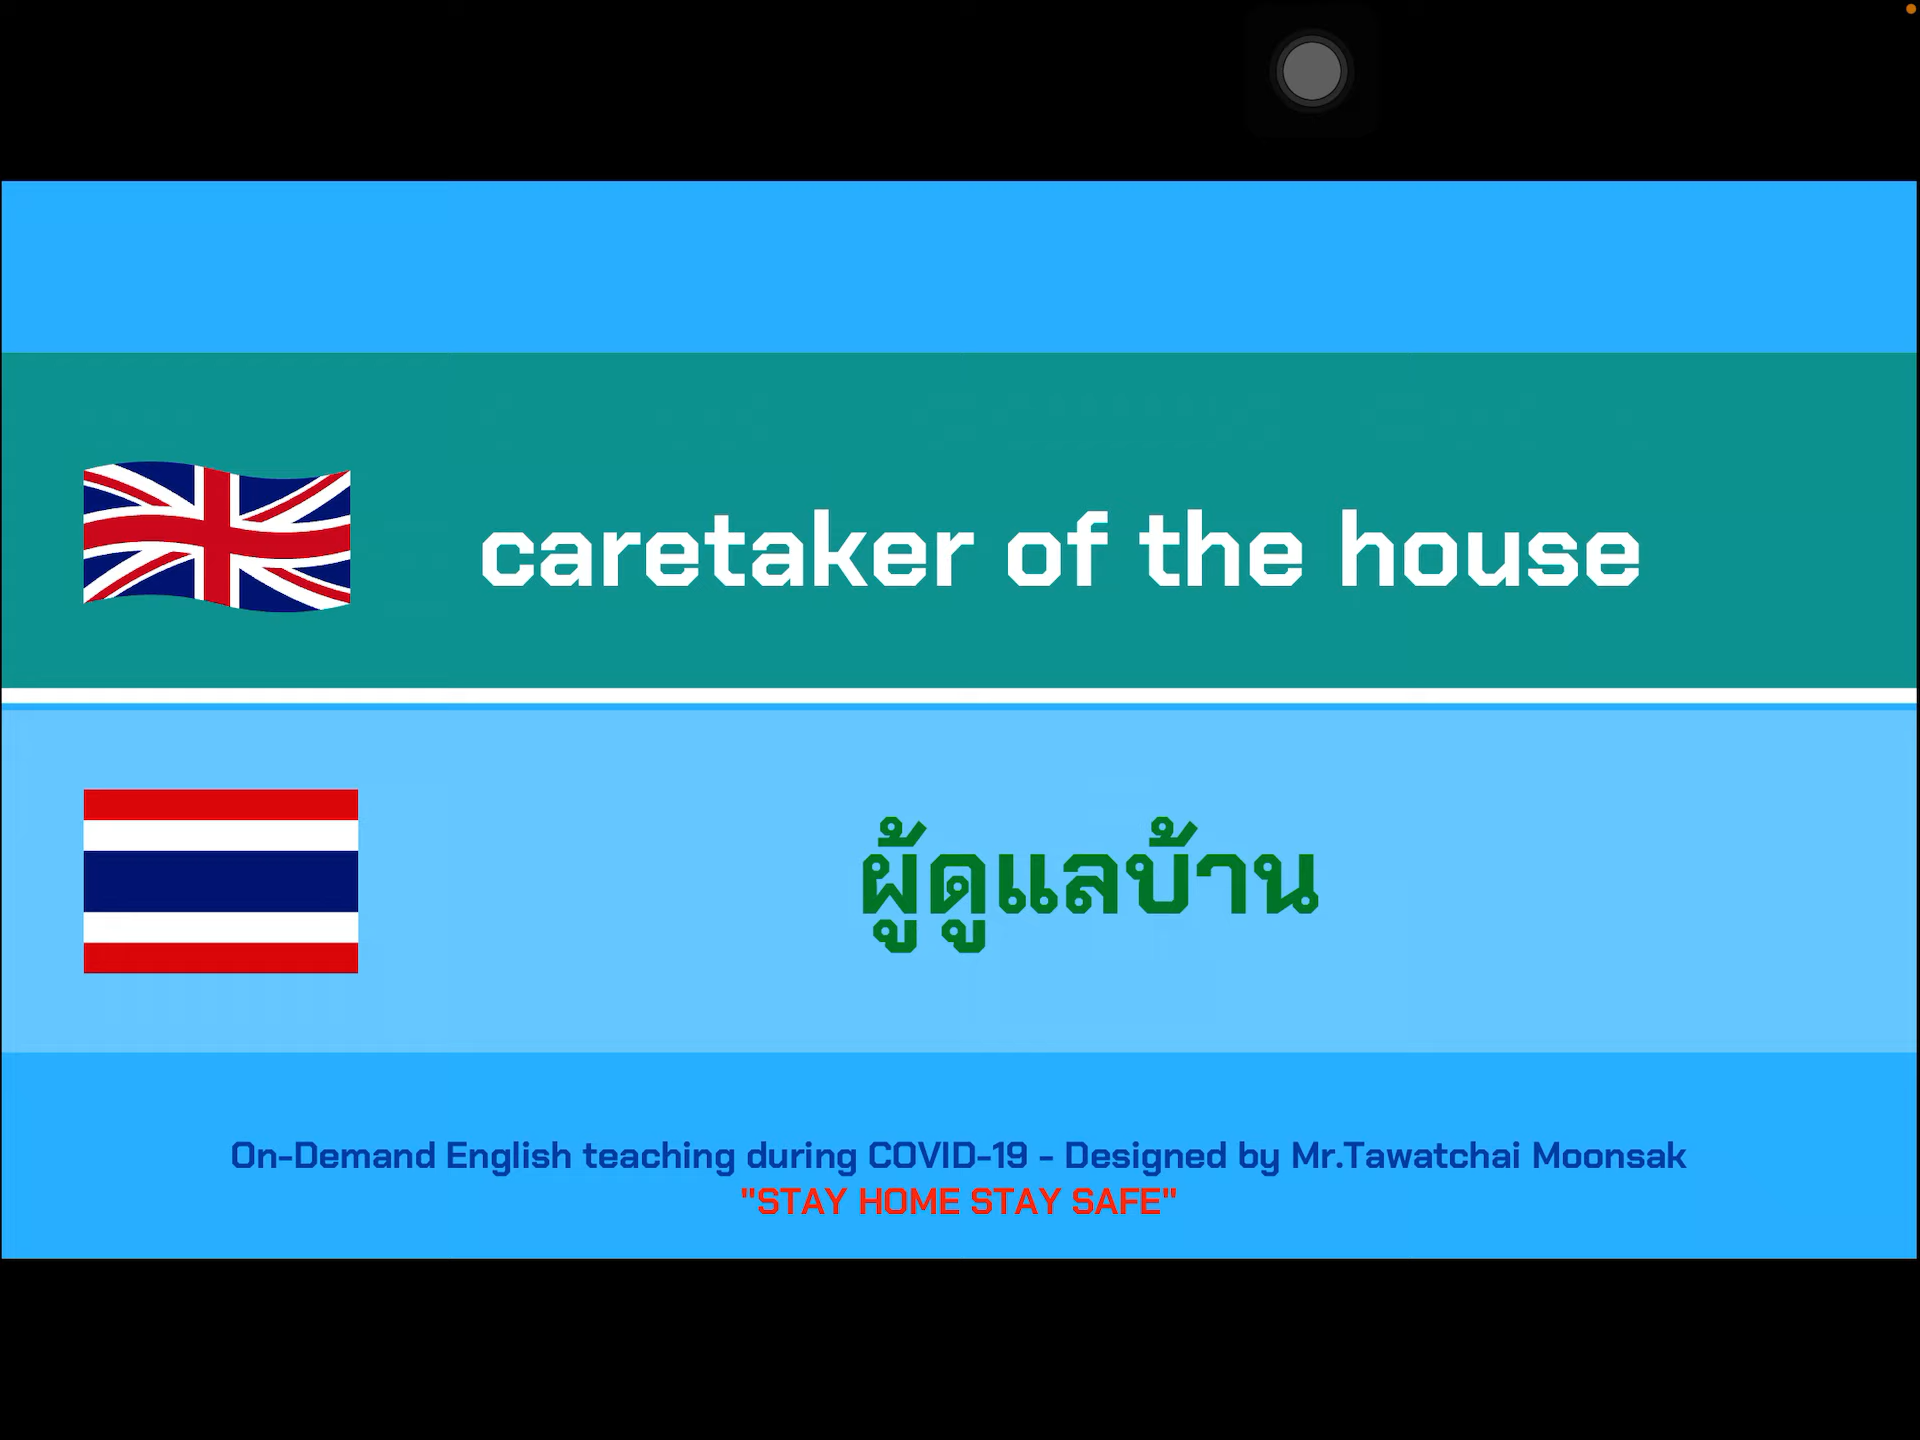 caretaker of the house
ผู้ดูแลบ้าน
On-Demand English teaching during COVID-19 - Designed by Mr.Tawatchai Moonsak
"STAY HOME STAY SAFE"